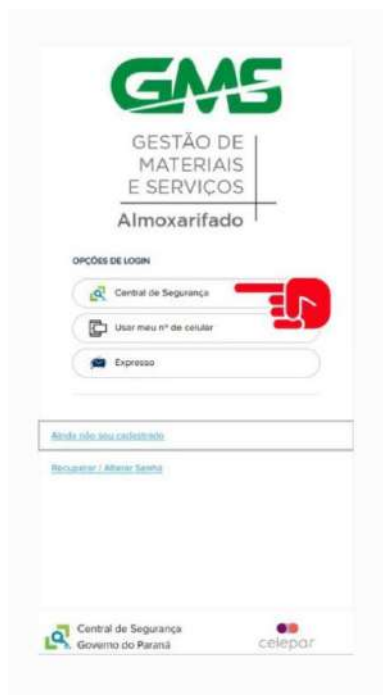 GMS
GESTÃO DE
MATERIAIS
E SERVIÇOS
Almoxarifado
OPÇÕES DE LOGIN
Central de Segurança
Usar meu nº de celular
Expresso
Ainda não sou cadastrado
Recuperar / Alterar Senha
Central de Segurança
Governo do Paraná
celepar